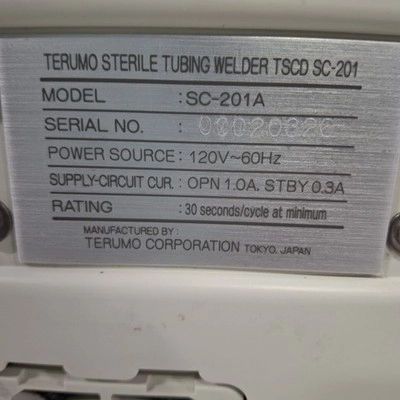 TERUMO STERILE TUBING WELDER TSCD SC-201
MODEL :SC-201A
SERIAL NO. :
POWER SOURCE: 120V~60Hz
SUPPLY-CIRCUIT CUR. : OPN 1.0A. STBY 0.3A
RATING : 30 seconds/cycle at minimum
MANUFACTURED BY :
TERUMO CORPORATION TOKYO, JAPAN